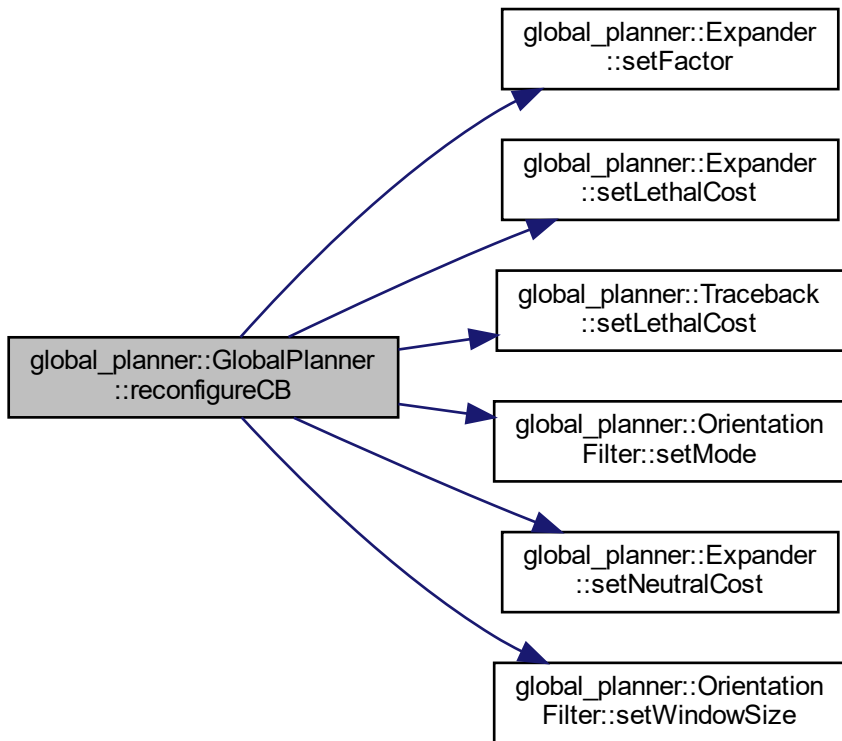 global_planner::Expander
::setFactor
global_planner::Expander
::setLethalCost
global_planner::Traceback
::setLethalCost
global_planner::GlobalPlanner
::reconfigureCB
global_planner::Orientation
Filter::setMode
global_planner::Expander
::setNeutralCost
global_planner::Orientation
Filter::setWindowSize